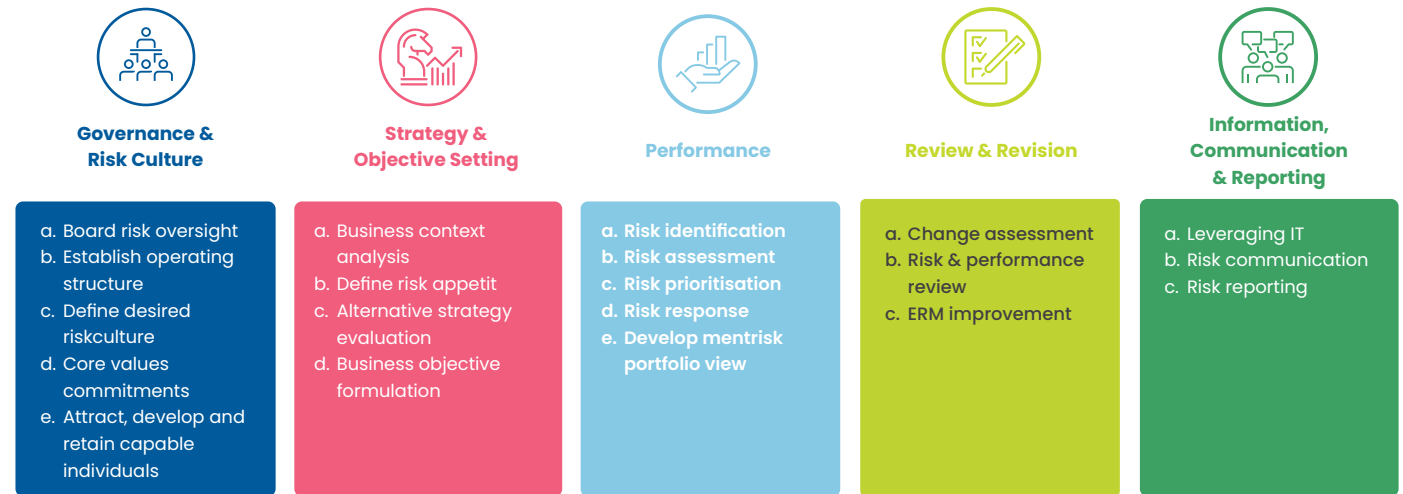 Governance &
Risk Culture
a. Board risk oversight
b. Establish operating
structure
c. Define desired
riskculture
d. Core values
commitments
e. Attract, develop and
retain capable
individuals
Strategy &
Objective Setting
a. Business context
analysis
b. Define risk appetit
c. Alternative strategy
evaluation
d. Business objective
formulation
Performance
a. Risk identification
b. Risk assessment
c. Risk prioritisation
d. Risk response
e. Develop mentrisk
portfolio view
Review & Revision
a. Change assessment
b. Risk & performance
review
c. ERM improvement
Information,
Communication
& Reporting
a. Leveraging IT
b. Risk communication
c. Risk reporting